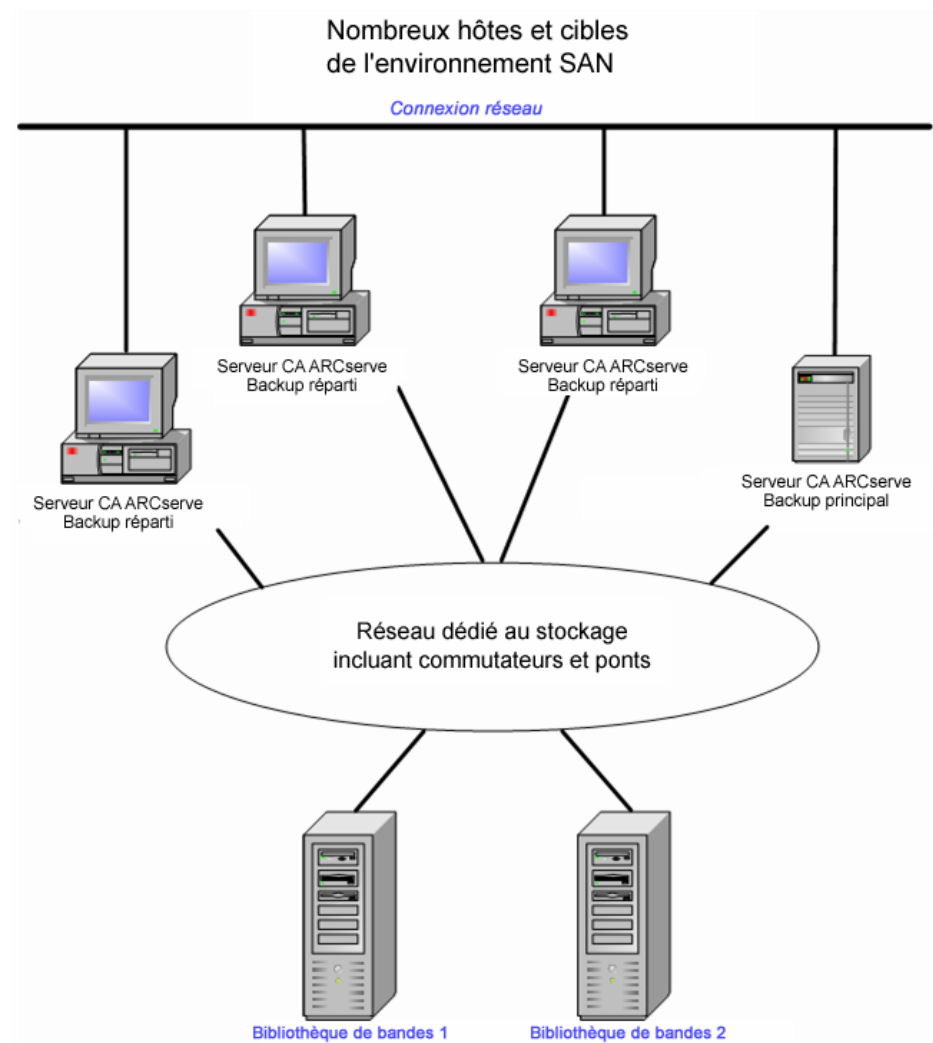 Nombreux hôtes et cibles
de l'environnement SAN
Connexion réseau
Serveur CA ARCserve
Backup réparti
Serveur CA ARCserve
Backup réparti
Serveur CA ARCserve
Backup réparti
Serveur CA ARCserve
Backup principal
Réseau dédié au stockage
incluant commutateurs et ponts
Bibliothèque de bandes 1
Bibliothèque de bandes 2